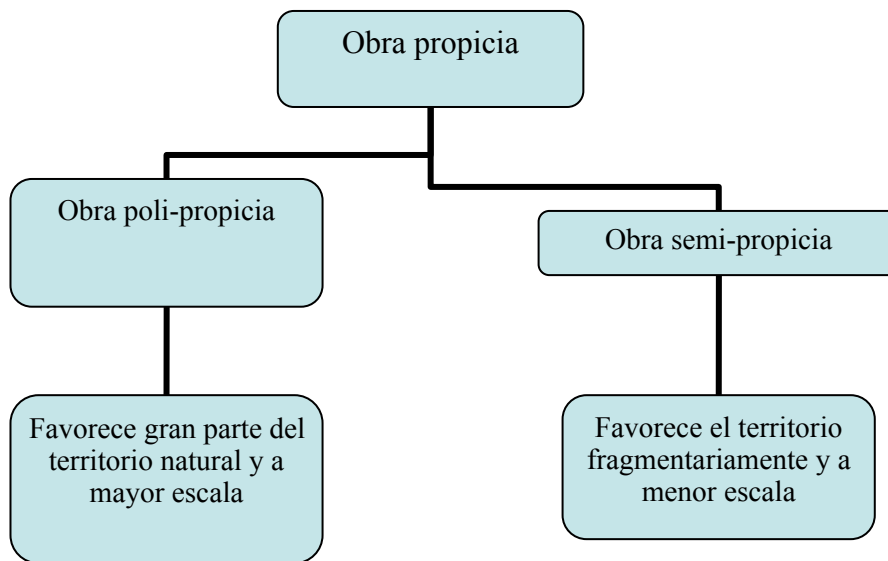 Obra propicia
Obra poli-propicia
Obra semi-propicia
Favorece gran parte del
territorio natural y a
mayor escala
Favorece el territorio
fragmentariamente y a
menor escala